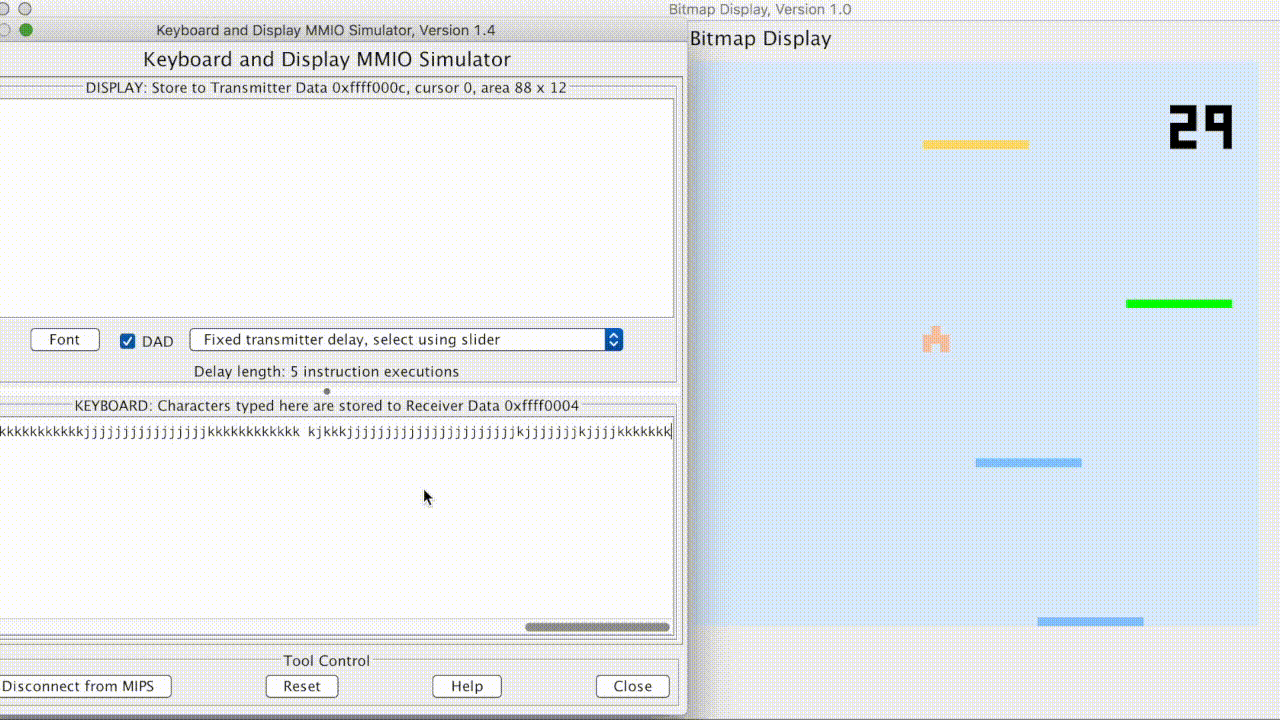 Bitmap Display, Version 1.0
Keyboard and Display MMIO Simulator, Version 1.4
Bitmap Display
Keyboard and Display MMIO Simulator
DISPLAY: Store to Transmitter Data 0xffff000c, cursor 0, area 88 x 12
29
Font
DAD
Fixed transmitter delay, select using slider
Delay length: 5 instruction executions
KEYBOARD: Characters typed here are stored to Receiver Data 0xffff0004
kkkkkkkkkkkjjjjjjjjjjjjjjjjkkkkkkkkkkkk kjkkkjjjjjjjjjjjjjjjjjjjjjjkjjjjjjjkjjjjkkkkkkk
Tool Control
Disconnect from MIPS
Reset
Help
Close